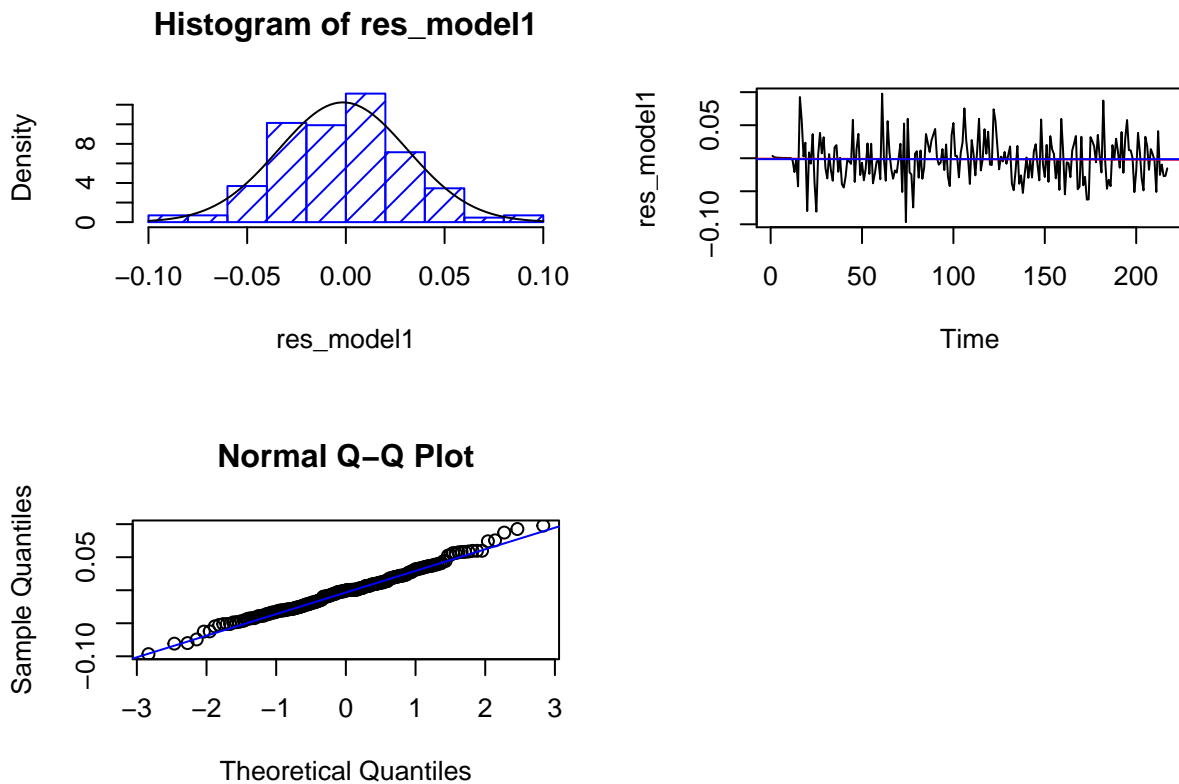 Histogram of res_model1
Density
0 4 8
−0.10 −0.05 0.00 0.05 0.10
res_model1
res_model1
−0.10 0.05
0 50 100 150 200
Time
Normal Q−Q Plot
Sample Quantiles
−0.10 0.05
−3 −2 −1 0 1 2 3
Theoretical Quantiles